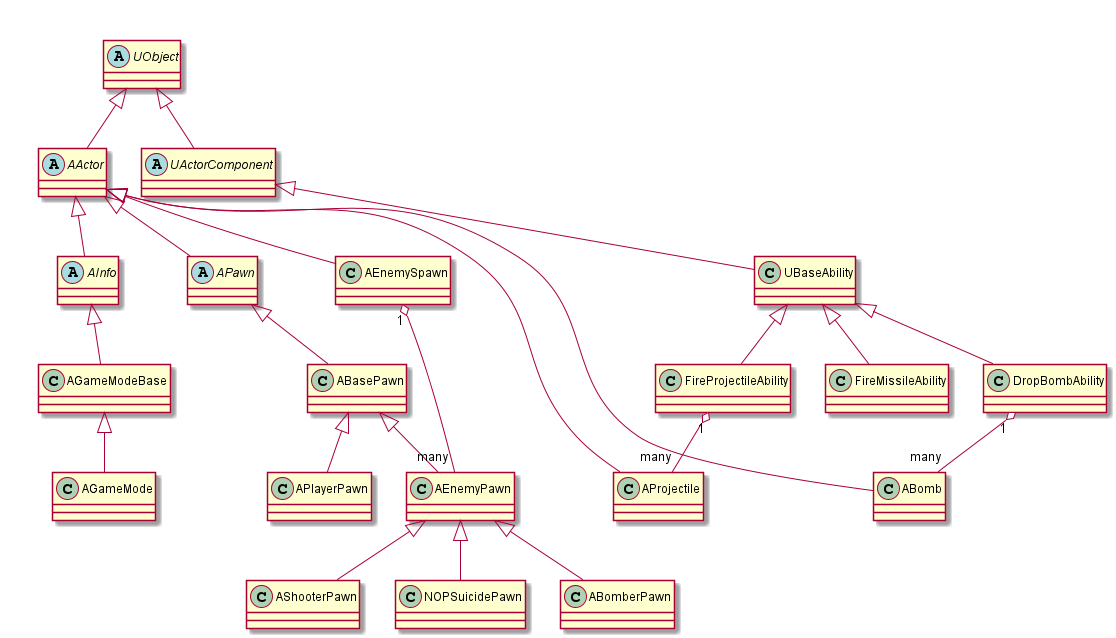 A UObject
A AActor
A UActorComponent
A AInfo
A APawn
C AEnemySpawn
C UBaseAbility
1
C AGameModeBase
C ABasePawn
C FireProjectileAbility
C FireMissileAbility
C DropBombAbility
1
1
many
many
many
C AGameMode
C APlayerPawn
C AEnemyPawn
C AProjectile
C ABomb
C AShooterPawn
C NOPSuicidePawn
C ABomberPawn